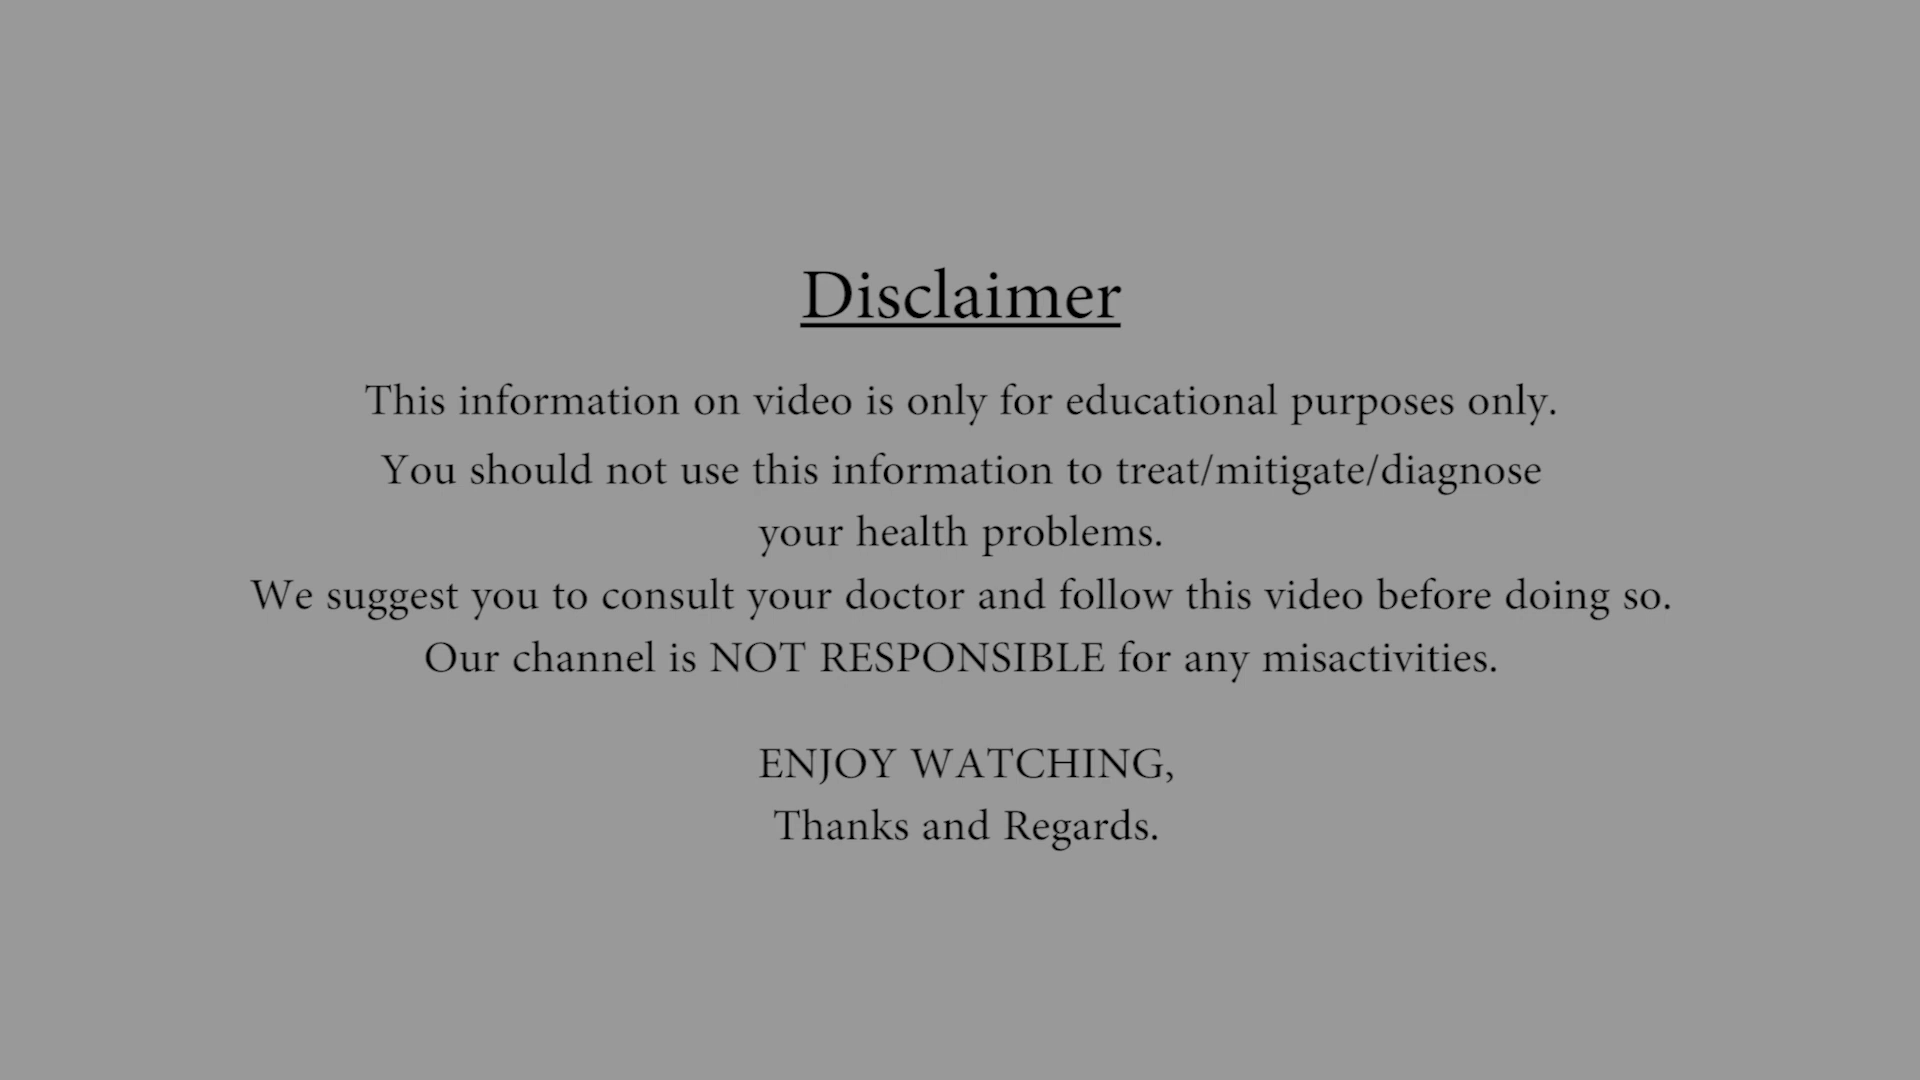 Disclaimer
This information on video is only for educational purposes only.
You should not use this information to treat/mitigate/diagnose
your health problems.
We suggest you to consult your doctor and follow this video before doing so.
Our channel is NOT RESPONSIBLE for any misactivities.
ENJOY WATCHING,
Thanks and Regards.